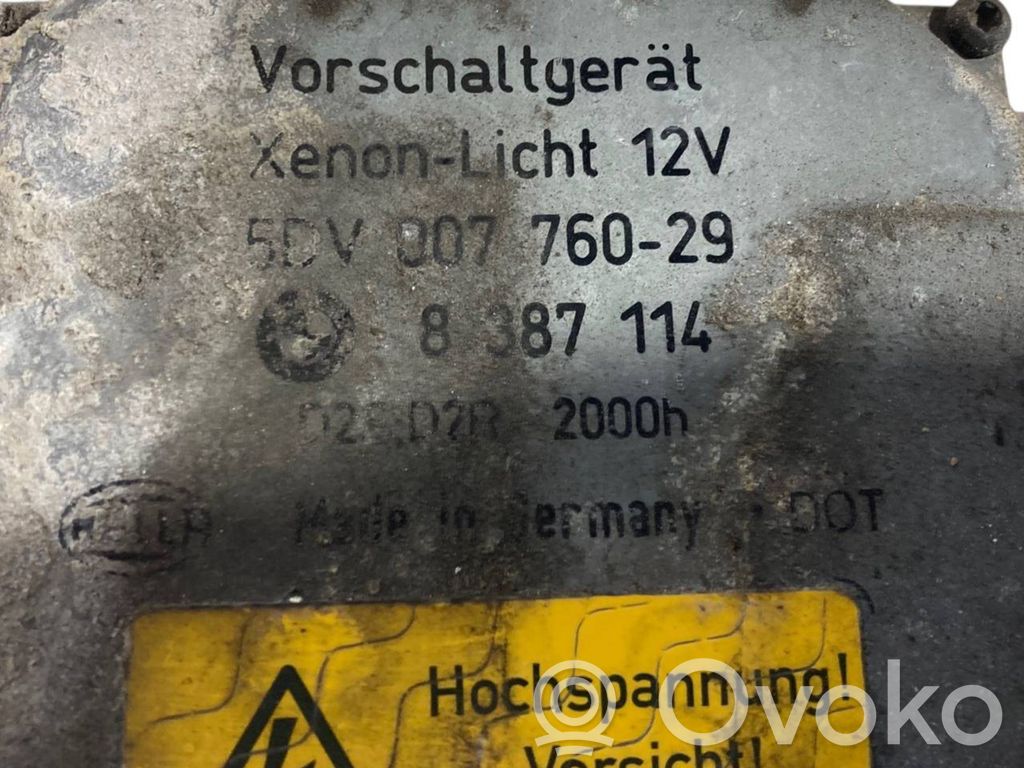 Vorschaltgerät
Xenon-Licht 12V
5DV 007 760-29
8 387 114
D2S,D2R 2000h
HELLA Made in Germany - DOT
Hochspannung!
Vorsicht!
Ovoko